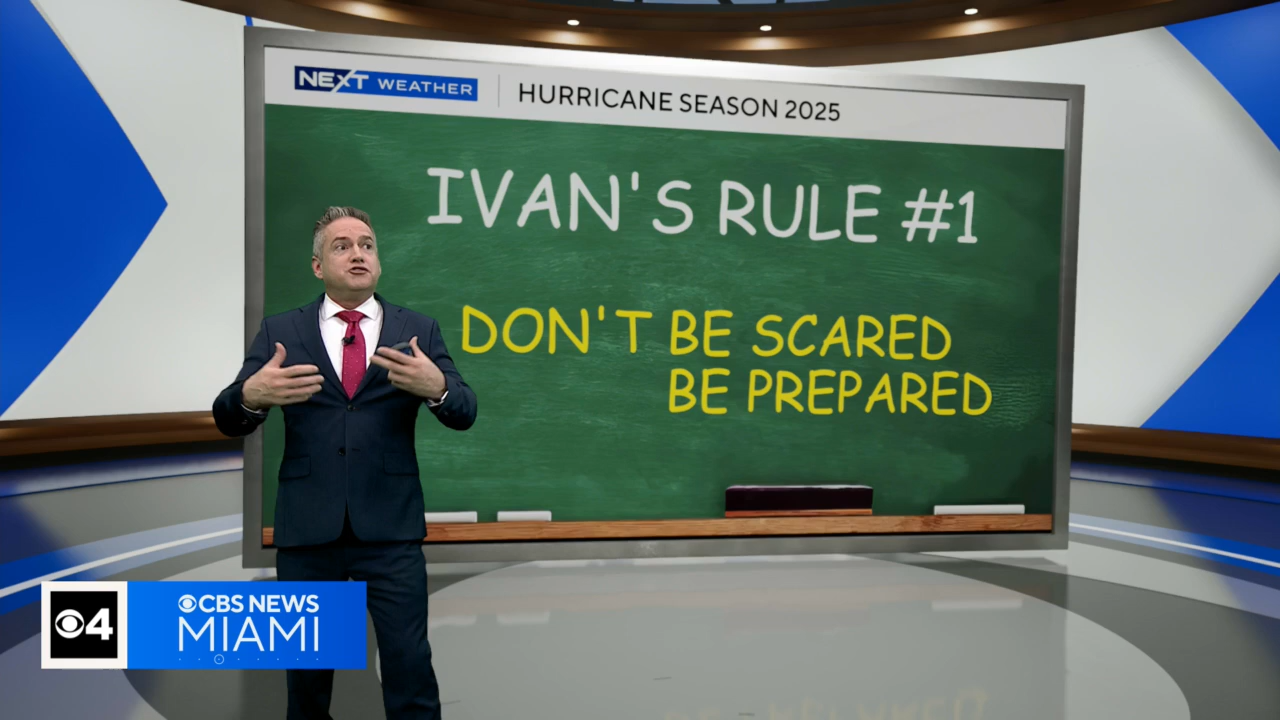 NEXT WEATHER
HURRICANE SEASON 2025
IVAN'S RULE #1
DON'T BE SCARED
BE PREPARED
4
CBS NEWS
MIAMI